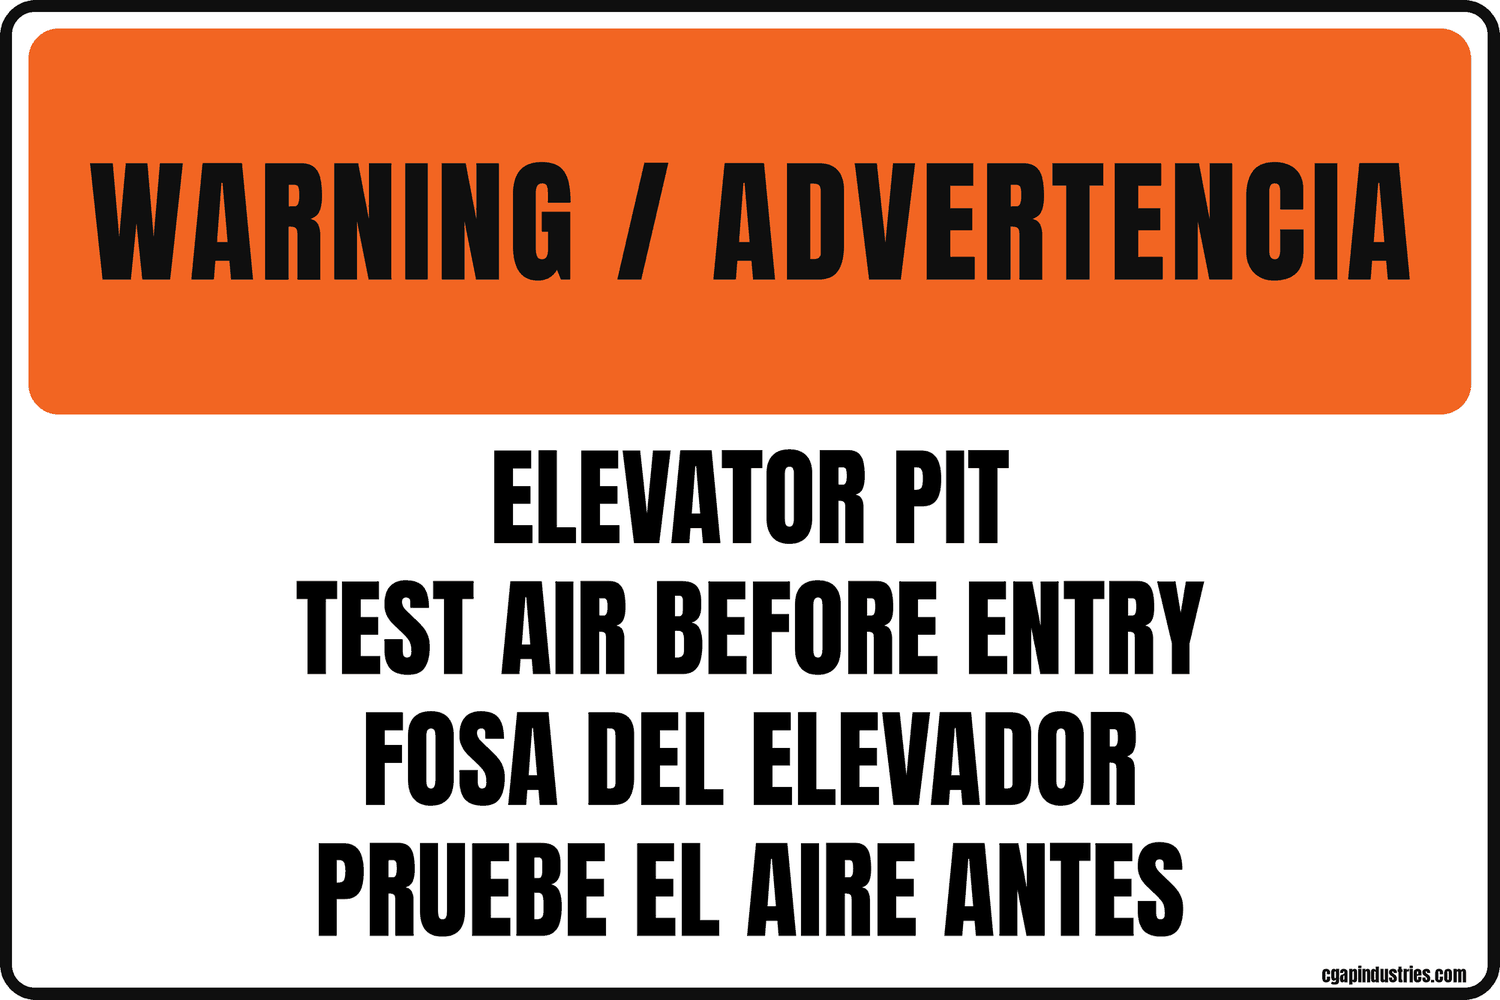 WARNING / ADVERTENCIA
ELEVATOR PIT
TEST AIR BEFORE ENTRY
FOSA DEL ELEVADOR
PRUEBE EL AIRE ANTES
cgapindustries.com